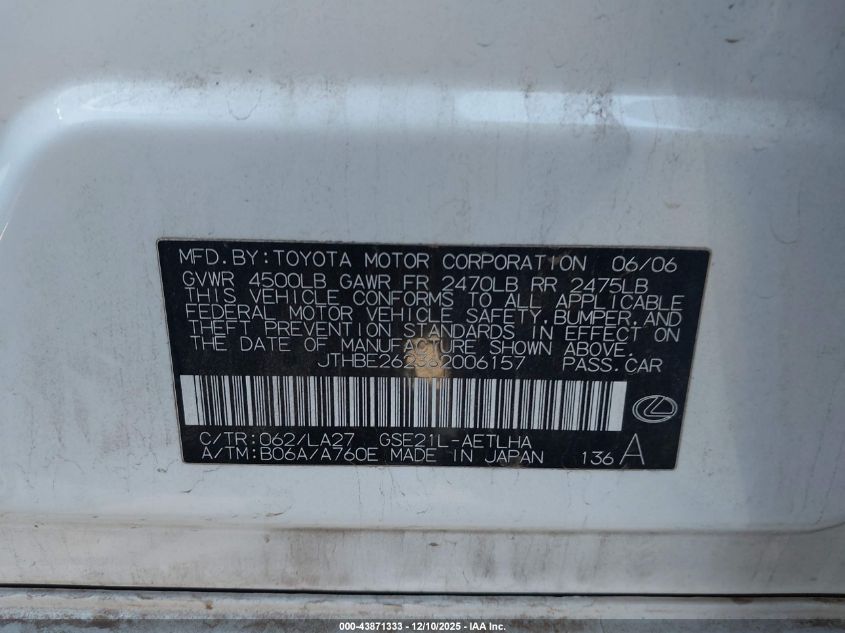 MFD.BY:TOYOTA MOTOR CORPORATION 06/06
GVWR 4500LB GAWR FR 2470LB RR 2475LB
THIS VEHICLE CONFORMS TO ALL APPLICABLE
FEDERAL MOTOR VEHICLE SAFETY,BUMPER,AND
THEFT PREVENTION STANDARDS IN EFFECT ON
THE DATE OF MANUFACTURE SHOWN ABOVE.
JTHBE262362006157 PASS.CAR
C/TR:062/LA27 GSE21L-AETLHA
A/TM:B06A/A760E MADE IN JAPAN 136 A
000-43871333 - 12/10/2025 - IAA Inc.